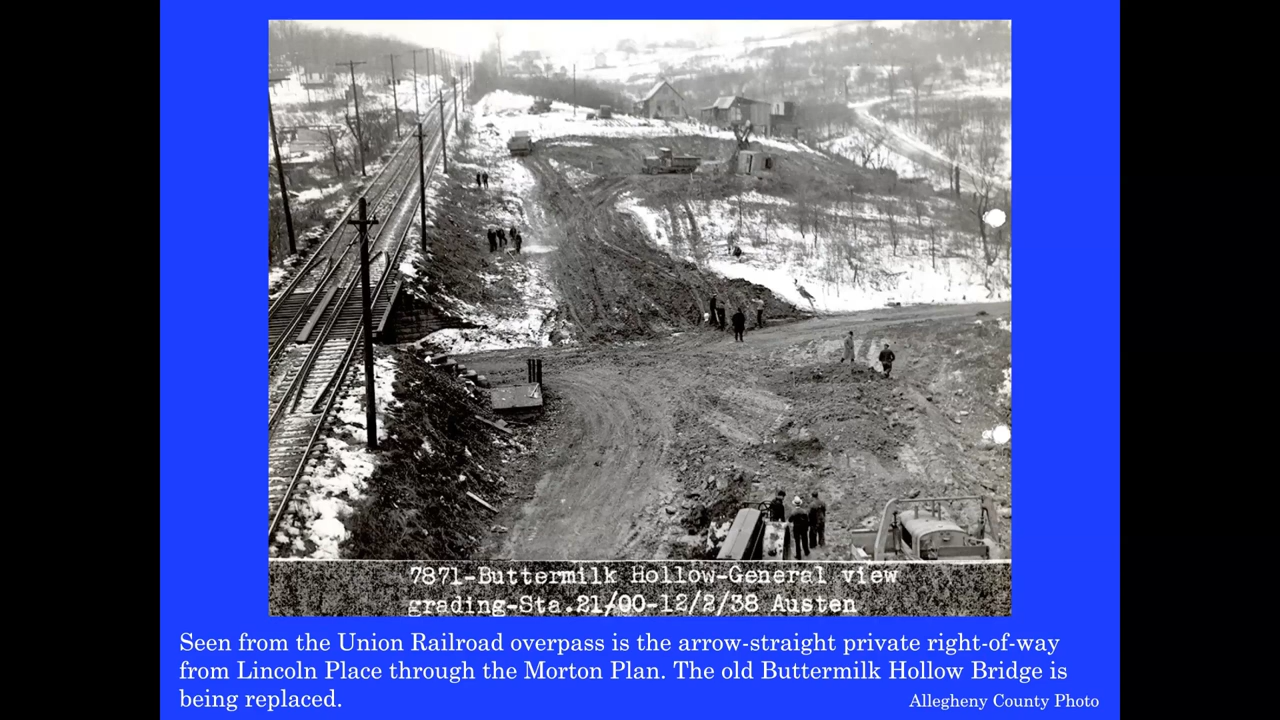 7871-Buttermilk Hollow-General view
grading-Sta.21/00-12/2/38 Austen
Seen from the Union Railroad overpass is the arrow-straight private right-of-way
from Lincoln Place through the Morton Plan. The old Buttermilk Hollow Bridge is
being replaced.
Allegheny County Photo